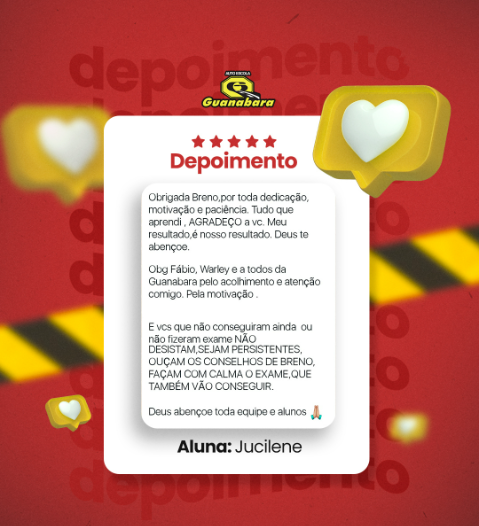 depoimento
AUTO ESCOLA
Guanabara
Depoimento
Obrigada Breno,por toda dedicação,
motivação e paciência. Tudo que
aprendi , AGRADEÇO a vc. Meu
resultado,é nosso resultado. Deus te
abençoe.
Obg Fábio, Warley e a todos da
Guanabara pelo acolhimento e atenção
comigo. Pela motivação .
E vcs que não conseguiram ainda ou
não fizeram exame NÃO
DESISTAM,SEJAM PERSISTENTES,
OUÇAM OS CONSELHOS DE BRENO,
FAÇAM COM CALMA O EXAME,QUE
TAMBÉM VÃO CONSEGUIR.
Deus abençoe toda equipe e alunos 🙏🏼
Aluna: Jucilene
depoimento